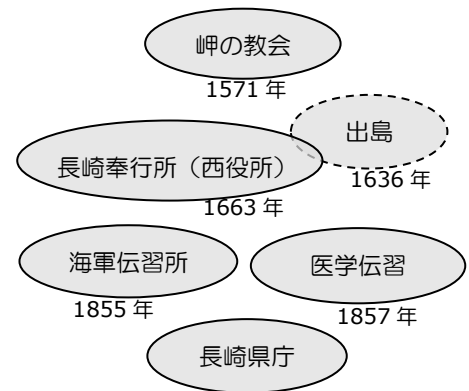 岬の教会
1571 年
出島
1636 年
長崎奉行所（西役所）
1663 年
海軍伝習所
1855 年
医学伝習
1857 年
長崎県庁